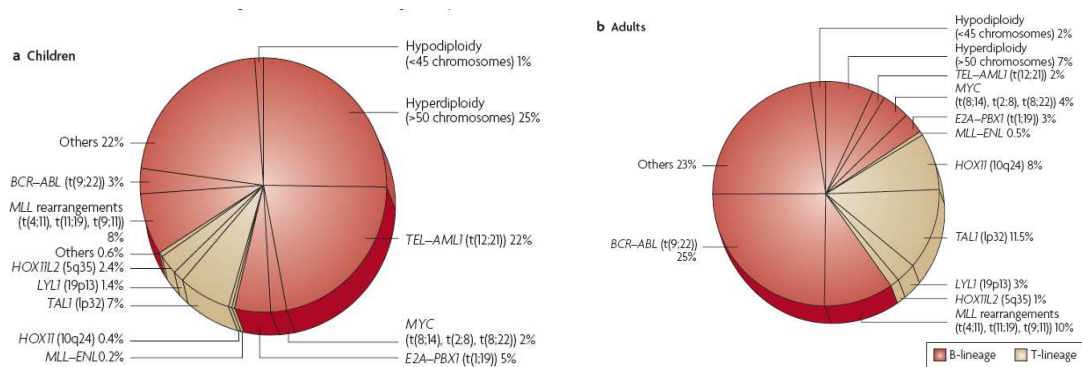 a Children
Hypodiploidy
(<45 chromosomes) 1%
Hyperdiploidy
(>50 chromosomes) 25%
TEL–AML1 (t(12;21)) 22%
MYC
(t(8;14), t(2;8), t(8;22)) 2%
E2A-PBX1 (t(1;19)) 5%
MLL–ENL 0.2%
HOX11 (10q24) 0.4%
TAL1 (lp32) 7%
LYL1 (19p13) 1.4%
HOX11L2 (5q35) 2.4%
Others 0.6%
MLL rearrangements
(t(4;11), t(11;19), t(9;11))
8%
BCR–ABL (t(9;22)) 3%
Others 22%
b Adults
Hypodiploidy
(<45 chromosomes) 2%
Hyperdiploidy
(>50 chromosomes) 7%
TEL-AML1 (t(12;21)) 2%
MYC
(t(8;14), t(2;8), t(8;22)) 4%
E2A-PBX1 (t(1;19)) 3%
MLL-ENL 0.5%
HOX11 (10q24) 8%
TAL1 (lp32) 11.5%
LYL1 (19p13) 3%
HOX11L2 (5q35) 1%
MLL rearrangements
(t(4;11), t(11;19), t(9;11)) 10%
BCR–ABL (t(9;22))
25%
Others 23%
B-lineage
T-lineage